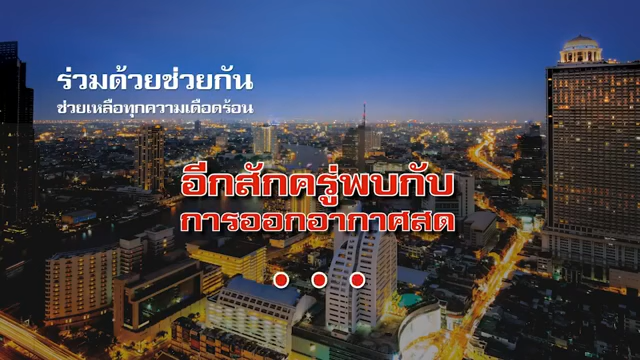 ร่วมด้วยช่วยกัน
ช่วยเหลือทุกความเดือดร้อน
อีกสักครู่พบกับ
การออกอากาศสด